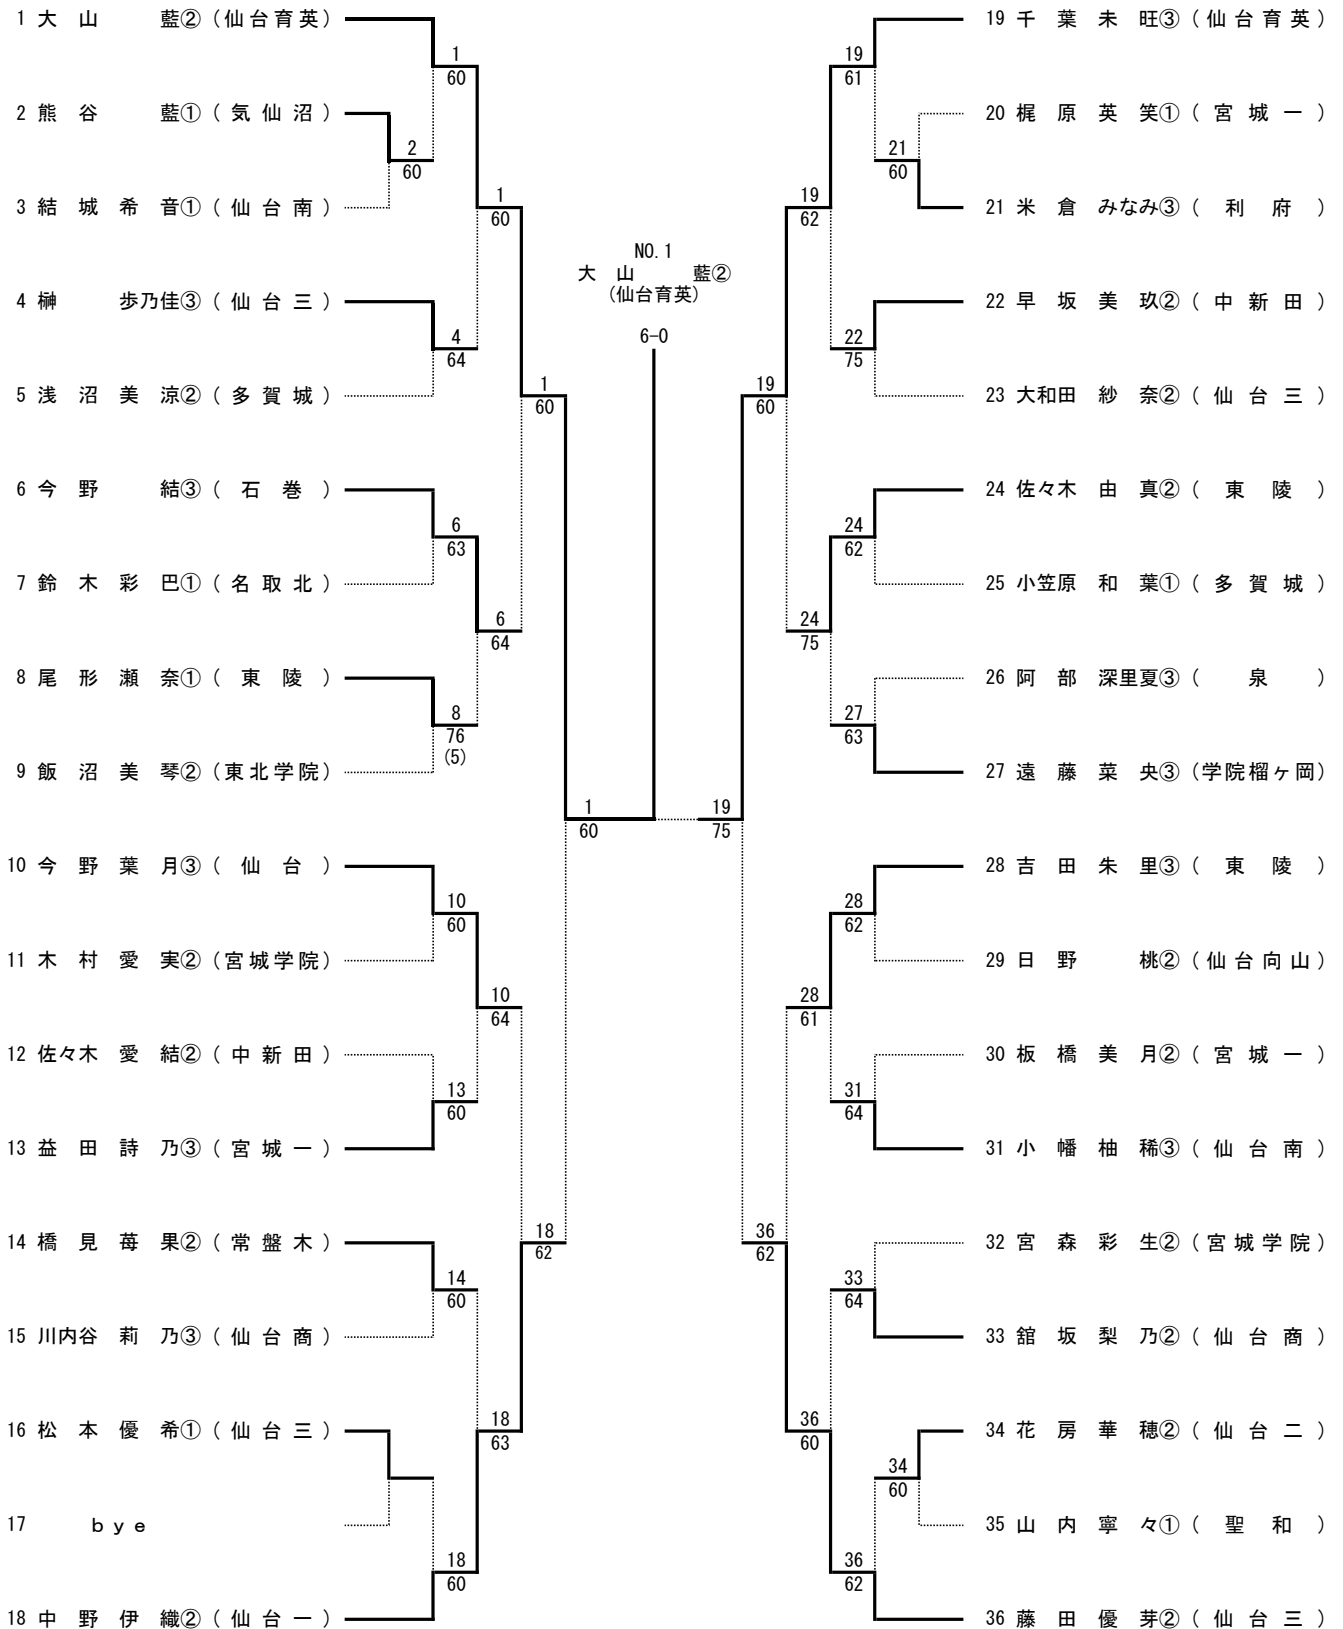 1 大山 藍② (仙台育英)
2 熊谷 藍① (気仙沼)
3 結城希音① (仙台南)
4 榊 歩乃佳③ (仙台三)
5 浅沼美涼② (多賀城)
6 今野 結③ (石巻)
7 鈴木彩巴① (名取北)
8 尾形瀬奈① (東陵)
9 飯沼美琴② (東北学院)
10 今野葉月③ (仙台)
11 木村愛実② (宮城学院)
12 佐々木愛結② (中新田)
13 益田詩乃③ (宮城一)
14 橋見苺果② (常盤木)
15 川内谷莉乃③ (仙台商)
16 松本優希① (仙台三)
17 bye
18 中野伊織② (仙台一)
1
60
2
60
1
60
4
64
1
60
6
63
6
64
8
76
(5)
1
60
10
60
10
64
13
60
18
62
14
60
18
63
18
60
NO.1
大山 藍②
(仙台育英)
6-0
19
61
21
60
19
62
22
75
19
60
24
62
24
75
27
63
19
75
28
62
28
61
31
64
36
62
33
64
36
60
34
60
36
62
19 千葉未旺③ (仙台育英)
20 梶原英笑① (宮城一)
21 米倉みなみ③ (利府)
22 早坂美玖② (中新田)
23 大和田紗奈② (仙台三)
24 佐々木由真② (東陵)
25 小笠原和葉① (多賀城)
26 阿部深里夏③ (泉)
27 遠藤菜央③ (学院榴ヶ岡)
28 吉田朱里③ (東陵)
29 日野 桃② (仙台向山)
30 板橋美月② (宮城一)
31 小幡柚稀③ (仙台南)
32 宮森彩生② (宮城学院)
33 舘坂梨乃② (仙台商)
34 花房華穂② (仙台二)
35 山内寧々① (聖和)
36 藤田優芽② (仙台三)